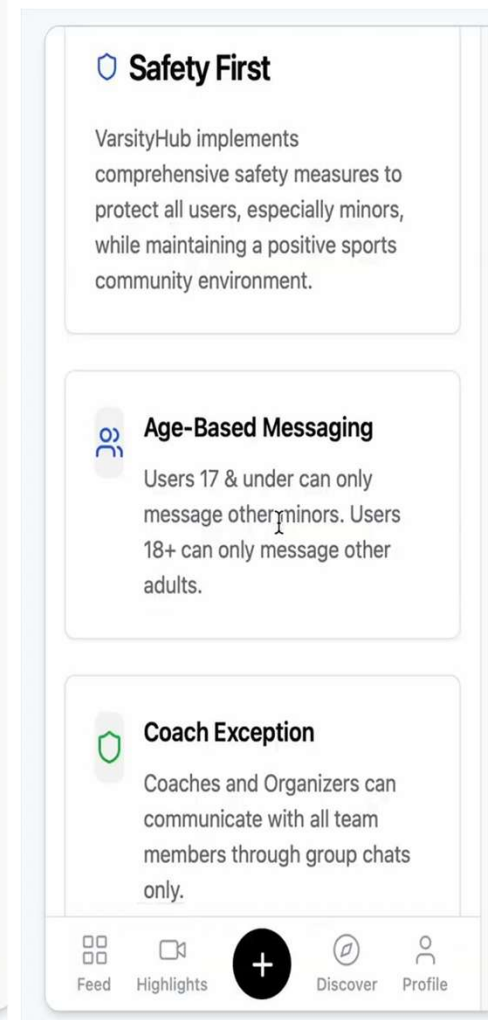 Safety First
VarsityHub implements
comprehensive safety measures to
protect all users, especially minors,
while maintaining a positive sports
community environment.
Age-Based Messaging
Users 17 & under can only
message other minors. Users
18+ can only message other
adults.
Coach Exception
Coaches and Organizers can
communicate with all team
members through group chats
only.
Feed Highlights + Discover Profile